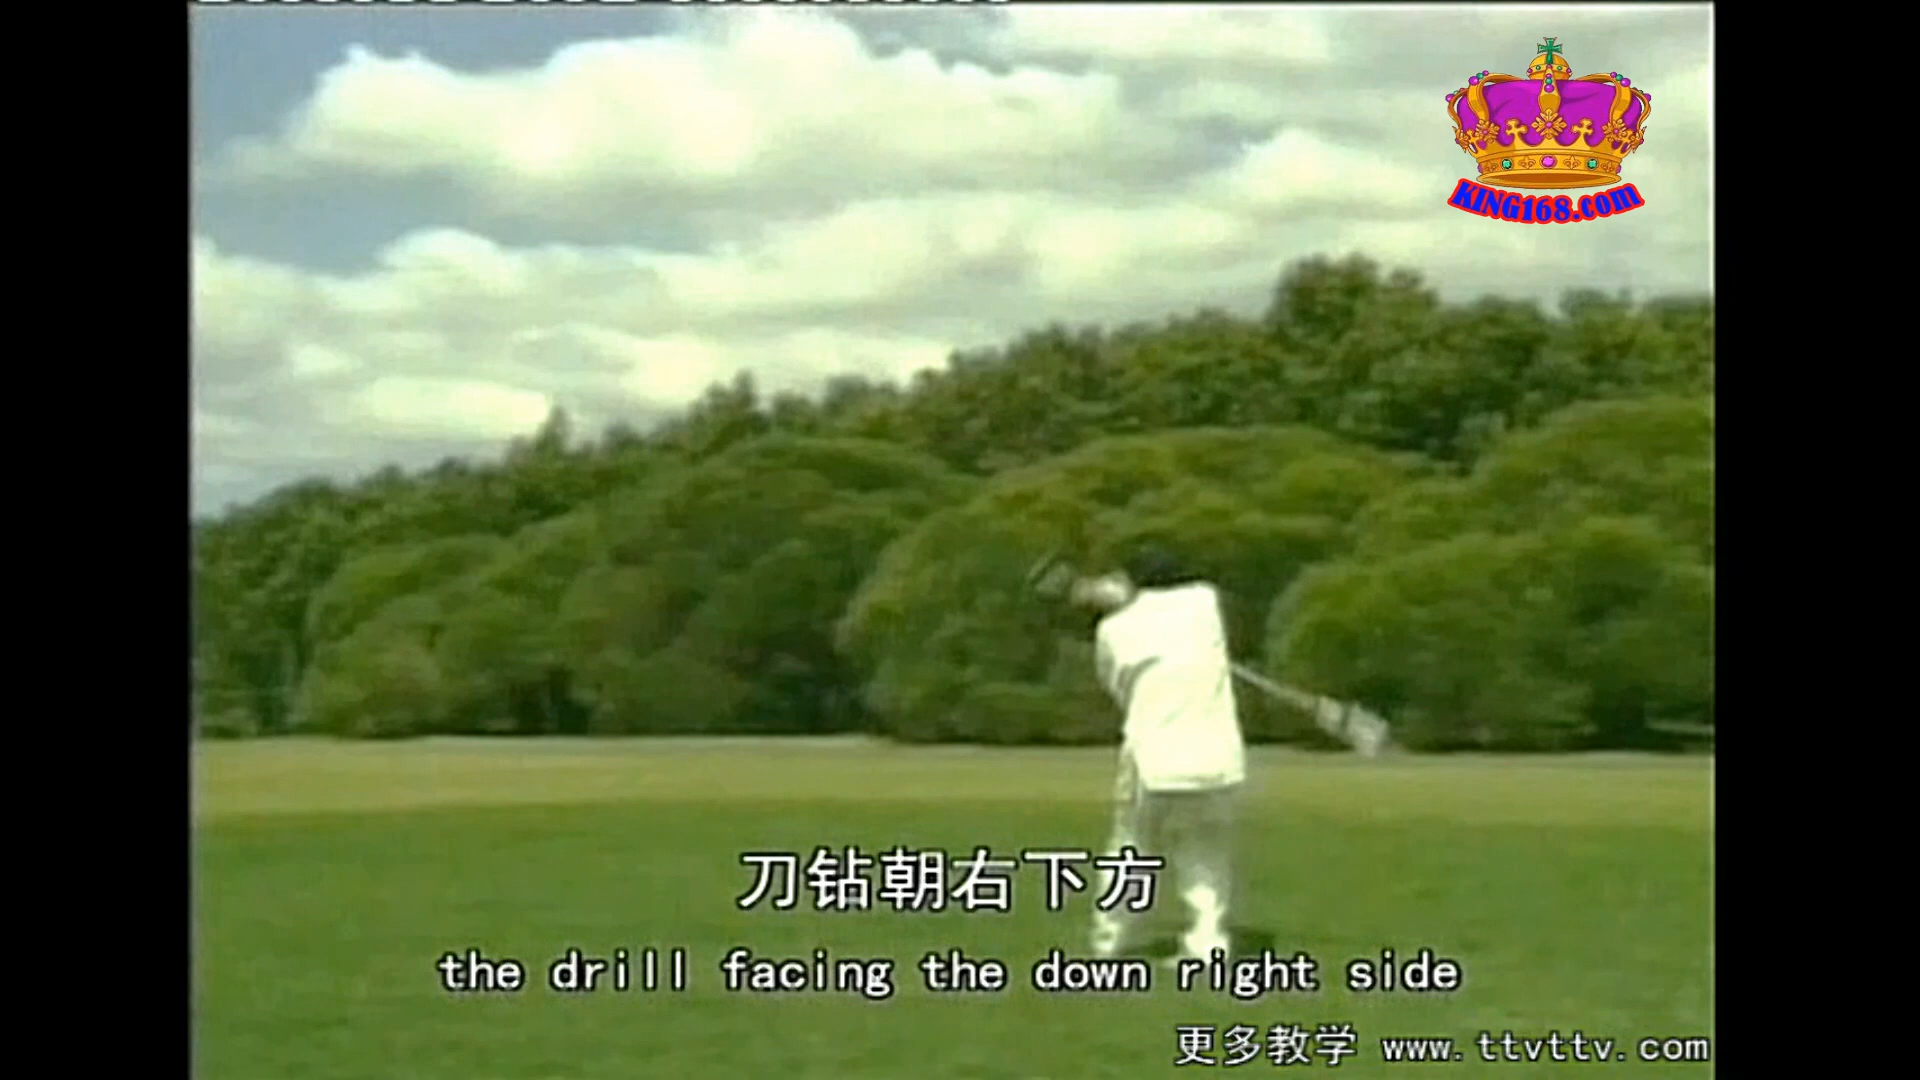 KING168.com
刀钻朝右下方
the drill facing the down right side
更多教学 www.ttvttv.com